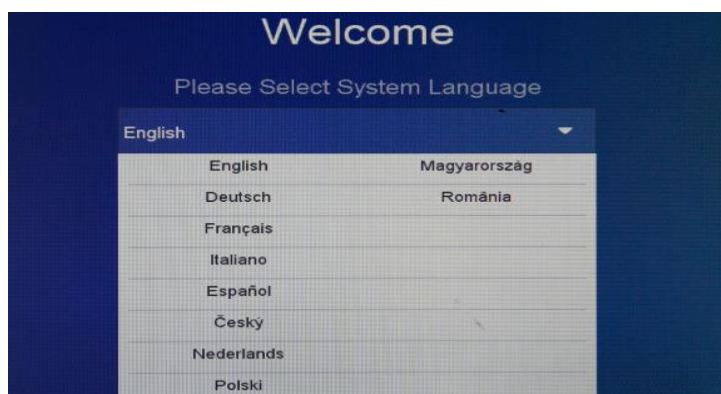 Welcome
Please Select System Language
English
English Magyarország
Deutsch România
Français
Italiano
Español
Český
Nederlands
Polski